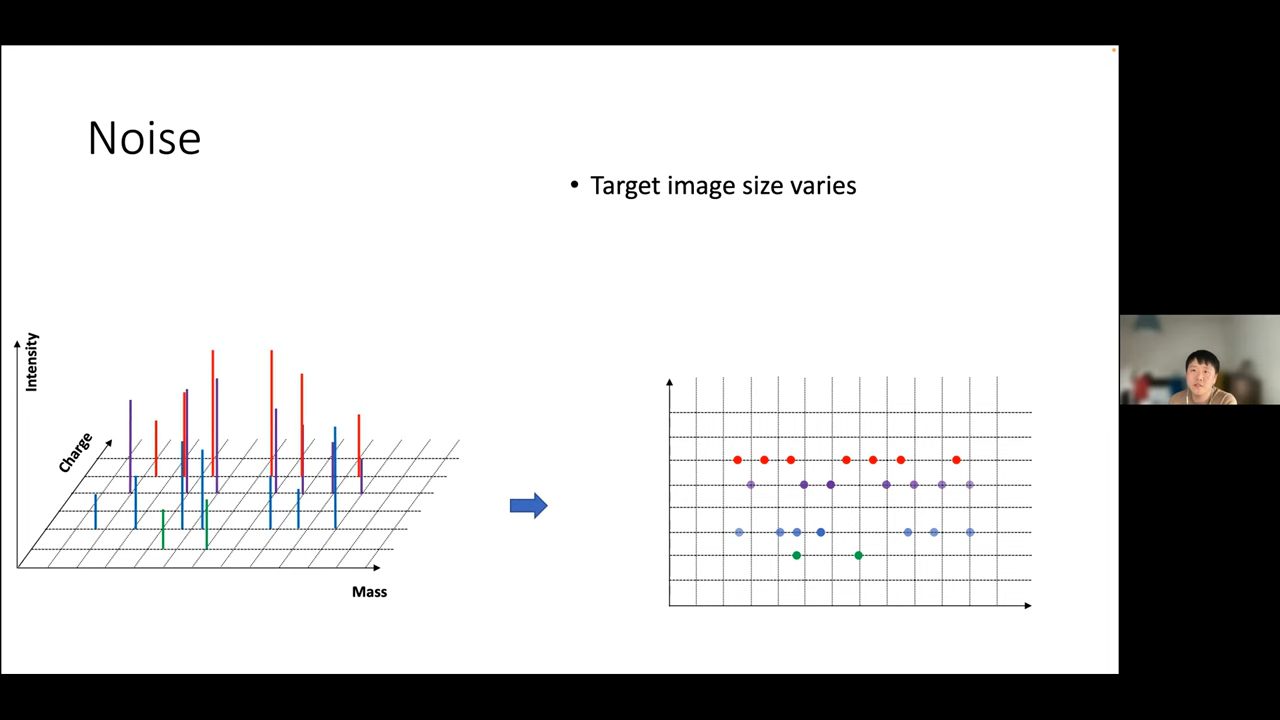 Noise
• Target image size varies
Intensity
Charge
Mass